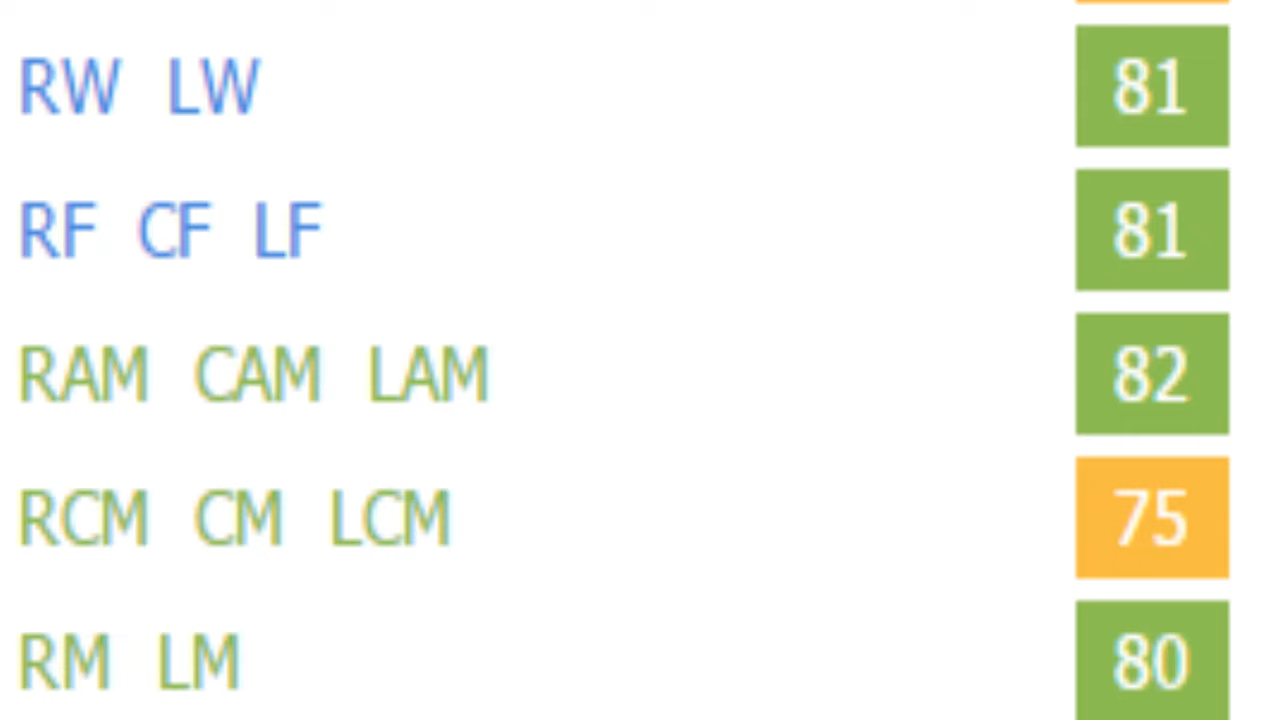 RW LW 81
RF CF LF 81
RAM CAM LAM 82
RCM CM LCM 75
RM LM 80